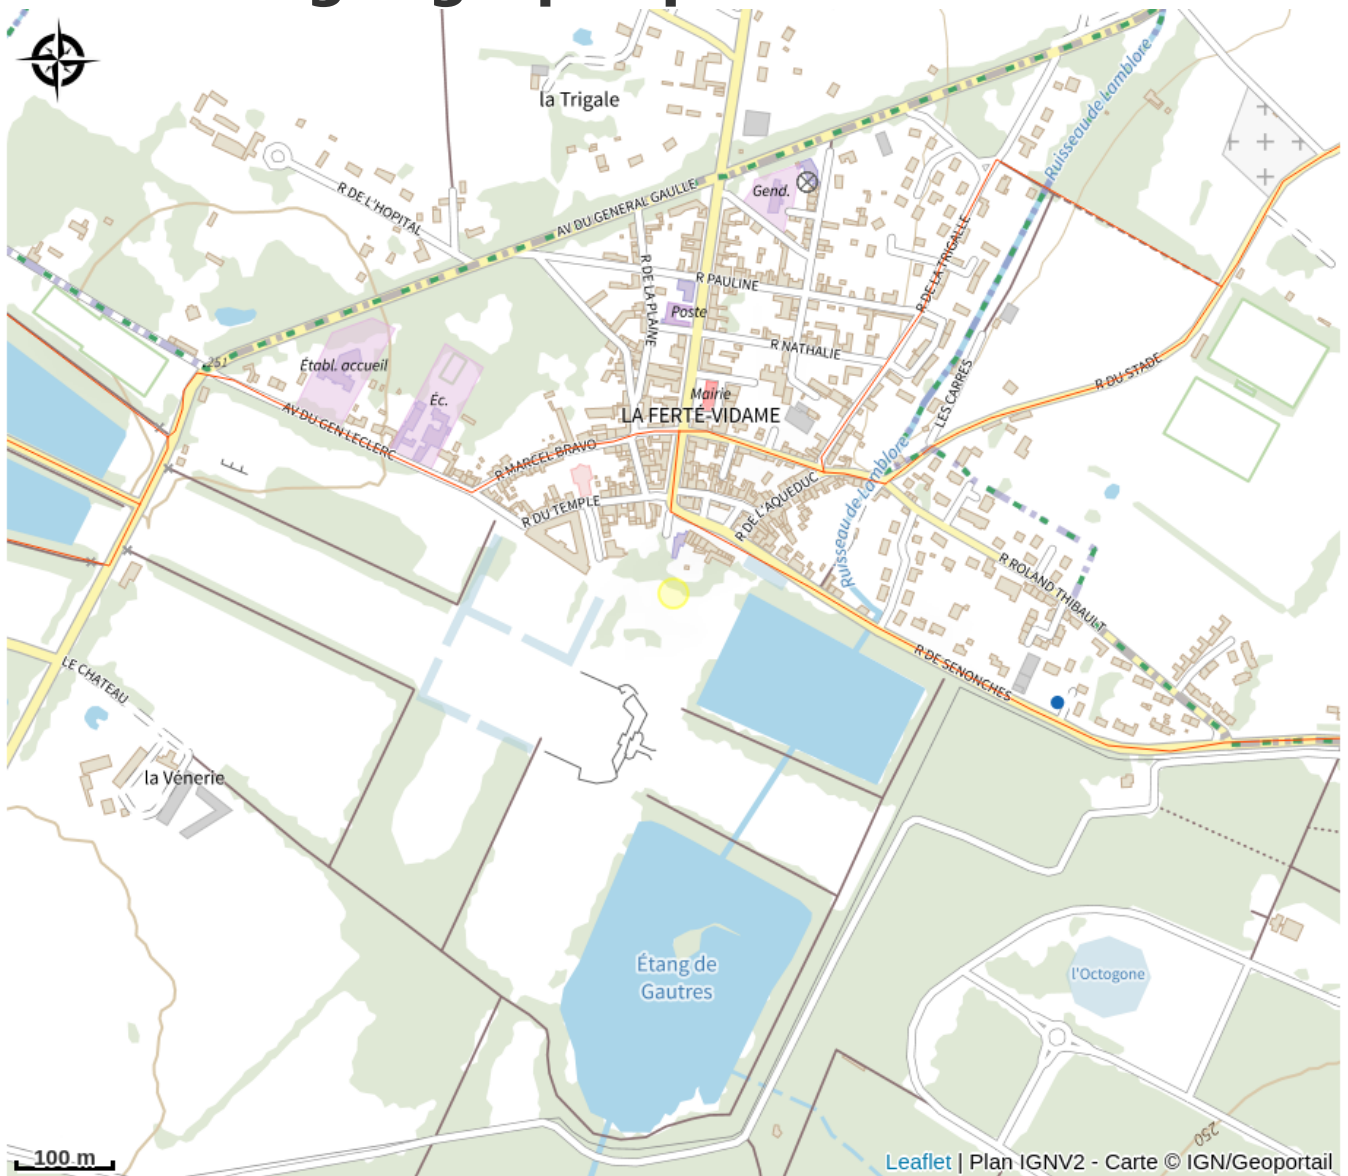 la Trigale
Ruisseau de Lamblore
R DE L'HOPITAL
AV DU GENERAL GAULLE
Gend.
R DE LA PLAINE
R PAULINE
R DE LA TRIGALLE
Poste
R NATHALIE
251
Établ. accueil
Éc.
Mairie
LES CARRES
R DU STADE
LA FERTÉ-VIDAME
AV DU GEN LECLERC
R MARCEL BRAVO
R DU TEMPLE
R DE L'AQUEDUC
Ruisseau de Lamblore
R ROLAND THIBAULT
R DE SENONCHES
LE CHATEAU
la Vénerie
Étang de
Gautres
l'Octogone
250
100 m
Leaflet | Plan IGNV2 - Carte © IGN/Geoportail